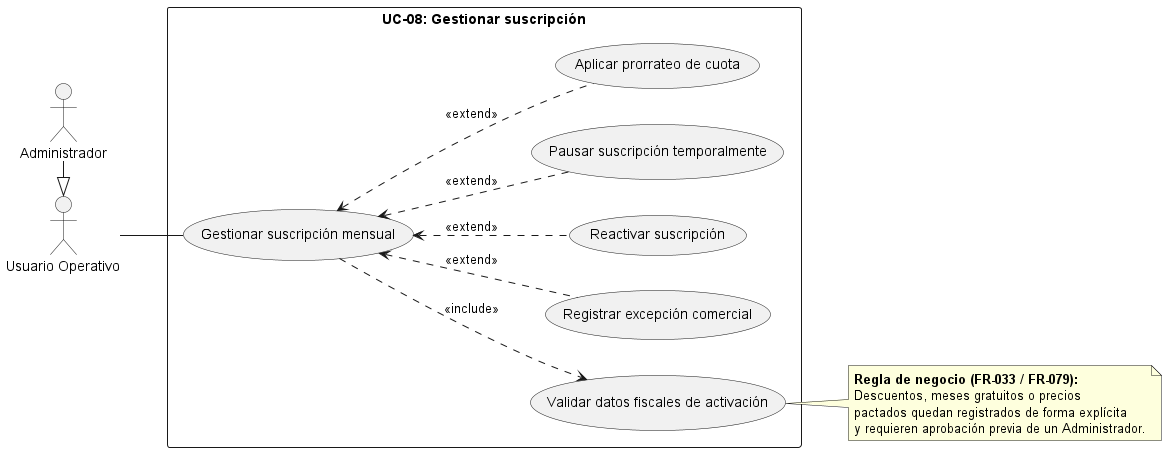 UC-08: Gestionar suscripción
Aplicar prorrateo de cuota
«extend»
Administrador
Pausar suscripción temporalmente
«extend»
Usuario Operativo
Gestionar suscripción mensual
«extend»
Reactivar suscripción
«extend»
Registrar excepción comercial
«include»
Validar datos fiscales de activación
Regla de negocio (FR-033 / FR-079):
Descuentos, meses gratuitos o precios
pactados quedan registrados de forma explícita
y requieren aprobación previa de un Administrador.